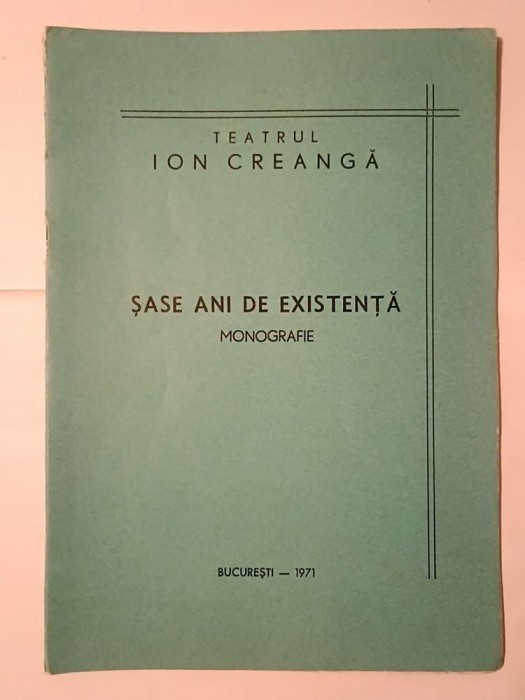 TEATRUL
ION CREANGĂ
ȘASE ANI DE EXISTENȚĂ
MONOGRAFIE
BUCUREȘTI — 1971